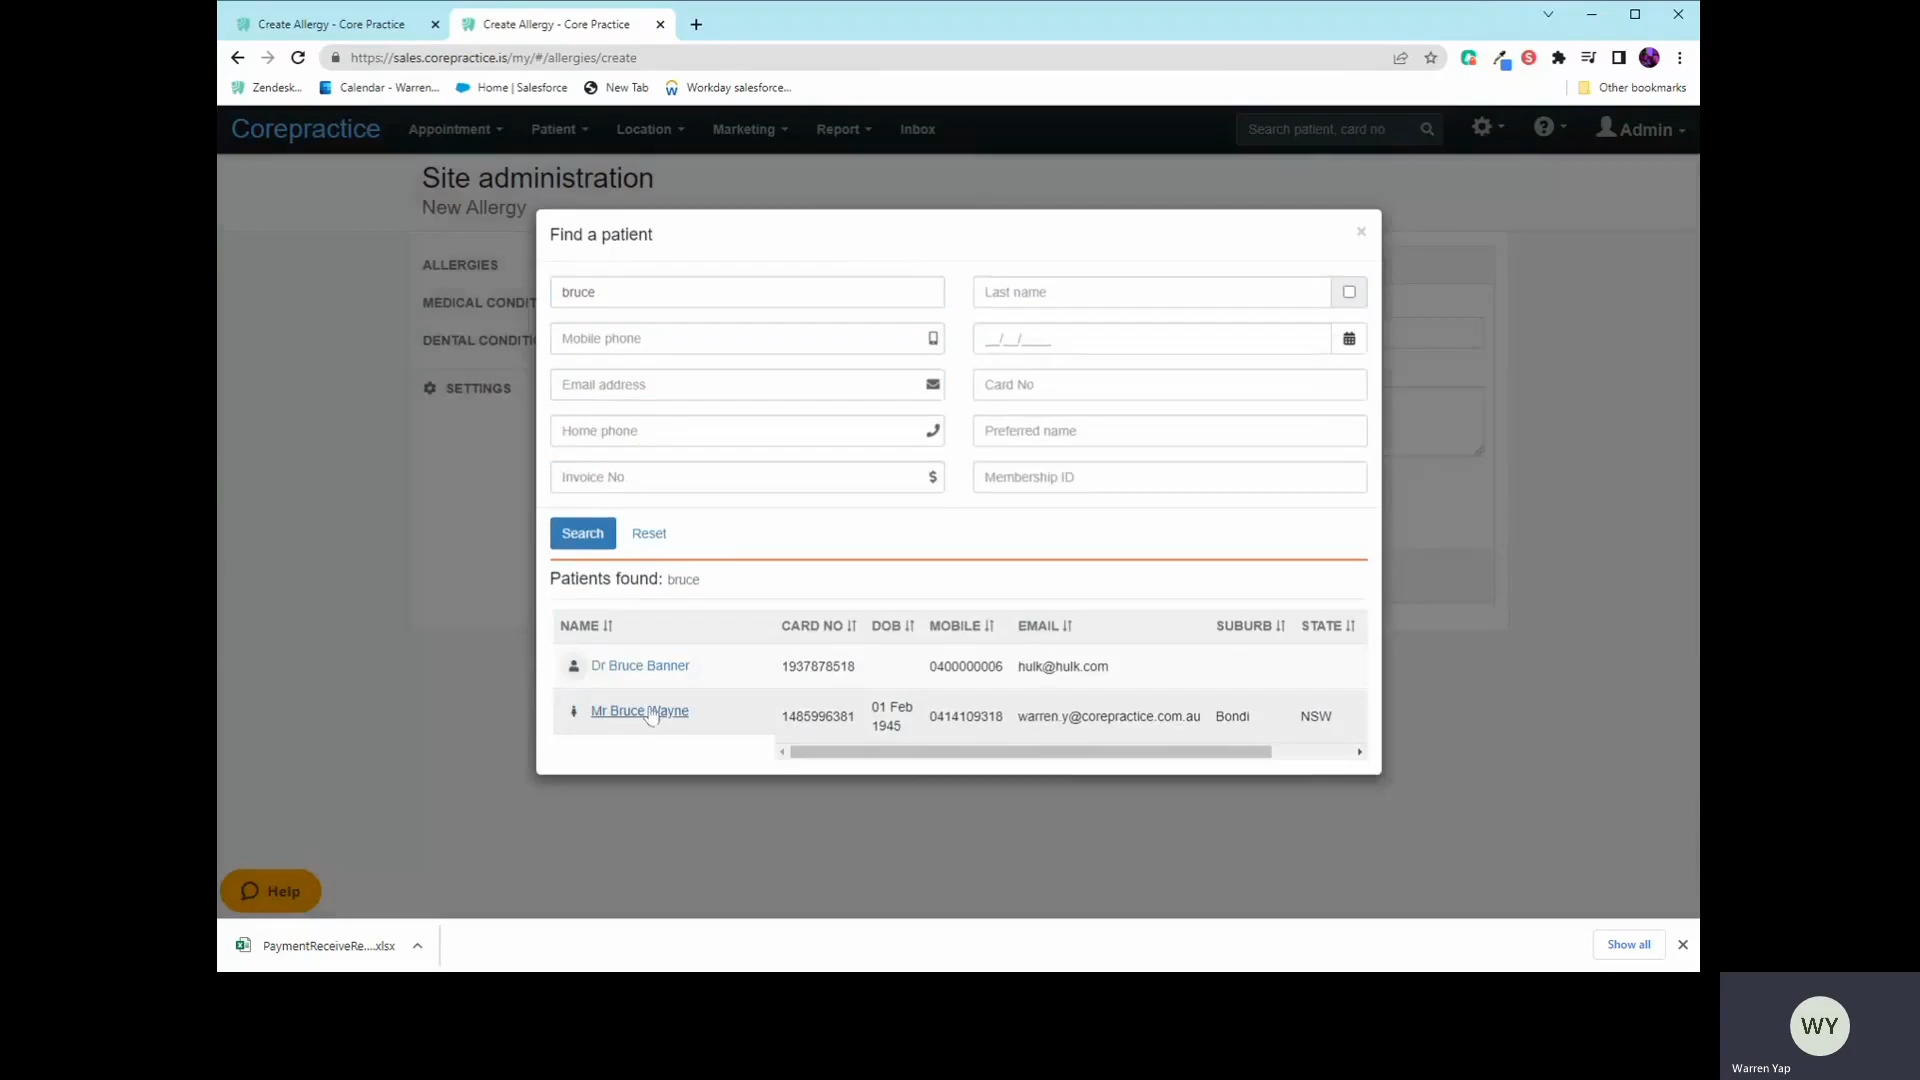 Create Allergy - Core Practice
Create Allergy - Core Practice
https://sales.corepractice.is/my/#/allergies/create
Zendesk...
Calendar - Warren...
Home | Salesforce
New Tab
Workday salesforce...
Other bookmarks
Corepractice
Appointment
Patient
Location
Marketing
Report
Inbox
Search patient, card no
Admin
Site administration
New Allergy
ALLERGIES
MEDICAL CONDIT
DENTAL CONDITI
SETTINGS
Find a patient
bruce
Last name
Mobile phone
__/__/____
Email address
Card No
Home phone
Preferred name
Invoice No.
Membership ID
Search
Reset
Patients found: bruce
NAME CARD NO DOB MOBILE EMAIL SUBURB STATE
Dr Bruce Banner 1937878518 0400000006 hulk@hulk.com
Mr Bruce Wayne 1485996381 01 Feb 1945 0414109318 warren.y@corepractice.com.au Bondi NSW
Help
PaymentReceiveRe....xlsx
Show all
WY
Warren Yap